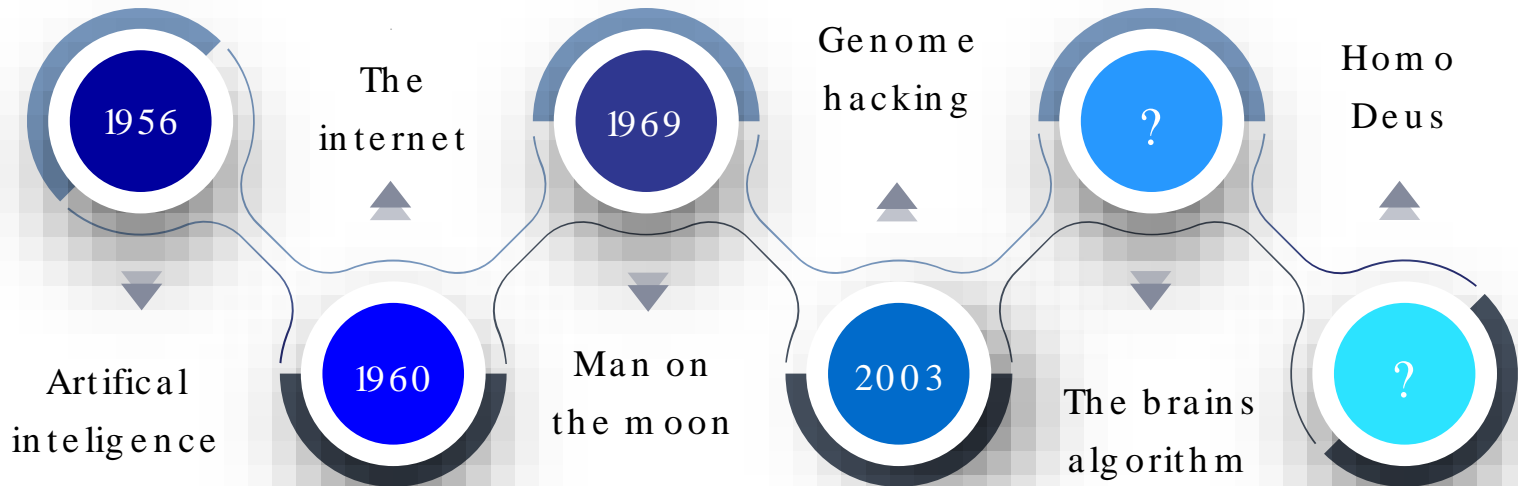 1956
Artifical
inteligence
The
internet
1960
1969
Man on
the moon
Genome
hacking
2003
?
The brains
algorithm
Homo
Deus
?